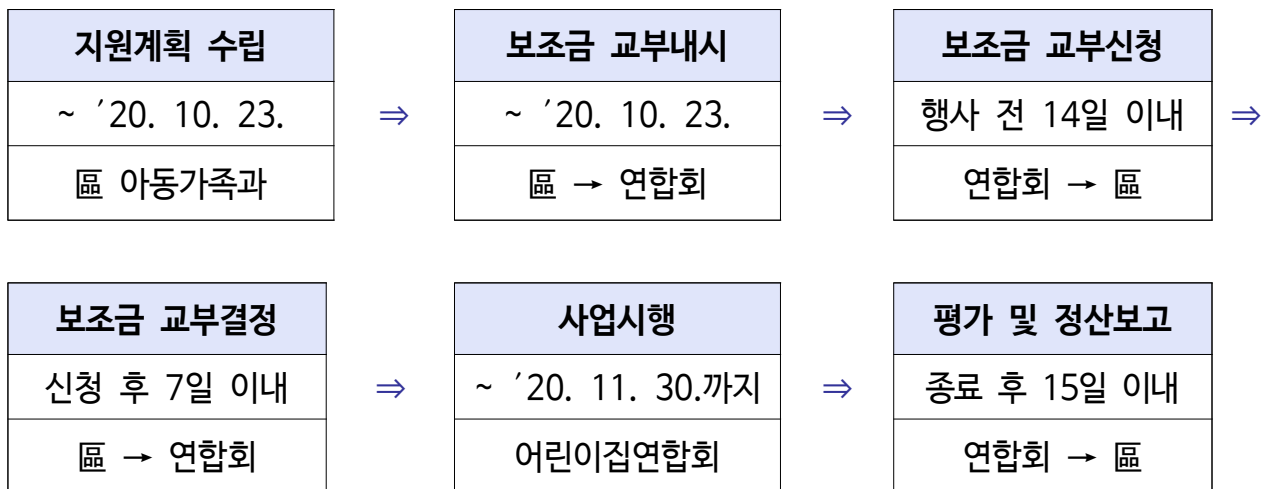 지원계획 수립
~ ′20. 10. 23.
區 아동가족과
⇒
보조금 교부내시
~ ′20. 10. 23.
區 → 연합회
⇒
보조금 교부신청
행사 전 14일 이내
연합회 → 區
⇒
보조금 교부결정
신청 후 7일 이내
區 → 연합회
⇒
사업시행
~ ′20. 11. 30.까지
어린이집연합회
⇒
평가 및 정산보고
종료 후 15일 이내
연합회 → 區